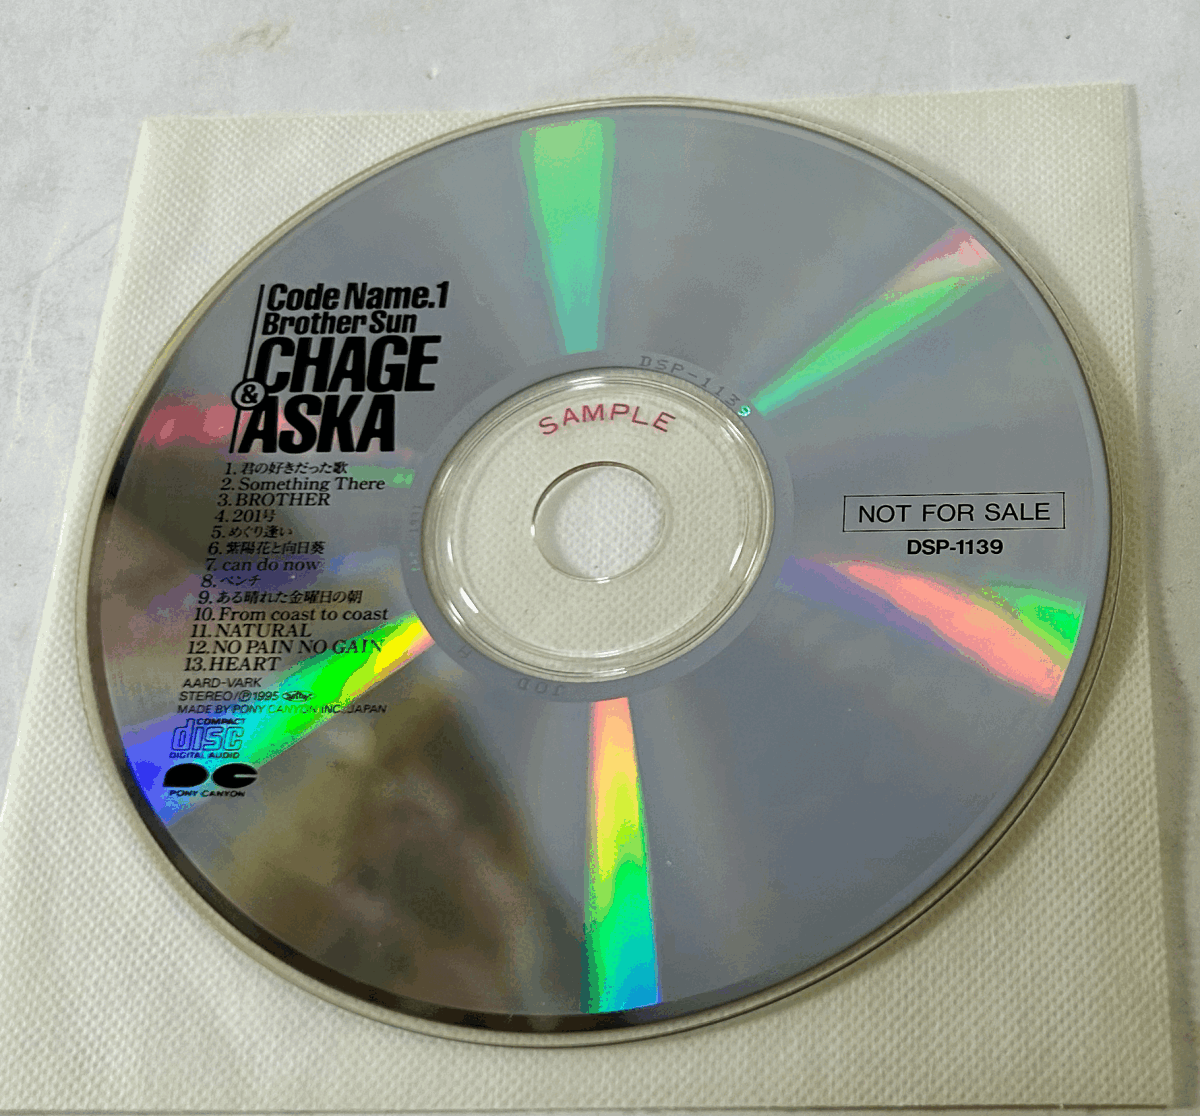 Code Name.1
Brother Sun
CHAGE
&
ASKA
1. 君の好きだった歌
2. Something There
3. BROTHER
4. 201号
5. めぐり逢い
6. 紫陽花と向日葵
7. can do now
8. ベンチ
9. ある晴れた金曜日の朝
10. From coast to coast
11. NATURAL
12. NO PAIN NO GAIN
13. HEART
AARD-VARK
STEREO/Ⓟ1995
MADE BY PONY CANYON INC., JAPAN
COMPACT
disc
DIGITAL AUDIO
PONY CANYON
DSP-1139
SAMPLE
NOT FOR SALE
DSP-1139